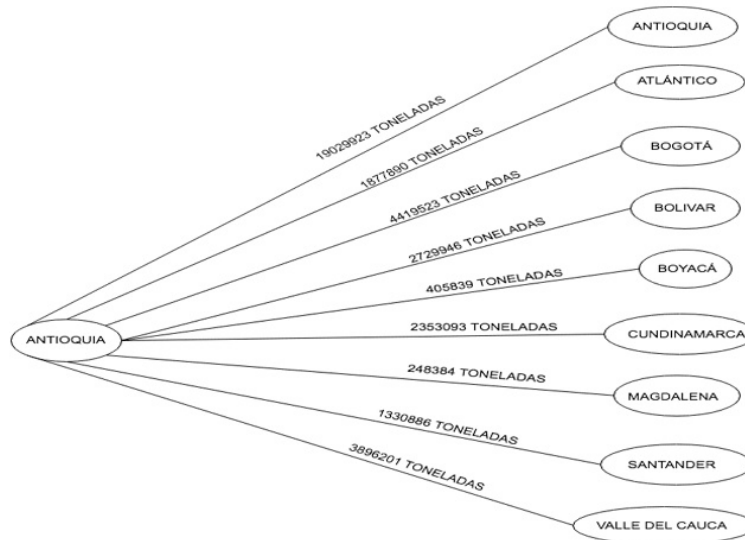 ANTIOQUIA
19029923 TONELADAS
ATLÁNTICO
1877890 TONELADAS
BOGOTÁ
4419523 TONELADAS
BOLIVAR
2729946 TONELADAS
BOYACÁ
405839 TONELADAS
ANTIOQUIA
2353093 TONELADAS
CUNDINAMARCA
248384 TONELADAS
MAGDALENA
1330886 TONELADAS
SANTANDER
3896201 TONELADAS
VALLE DEL CAUCA